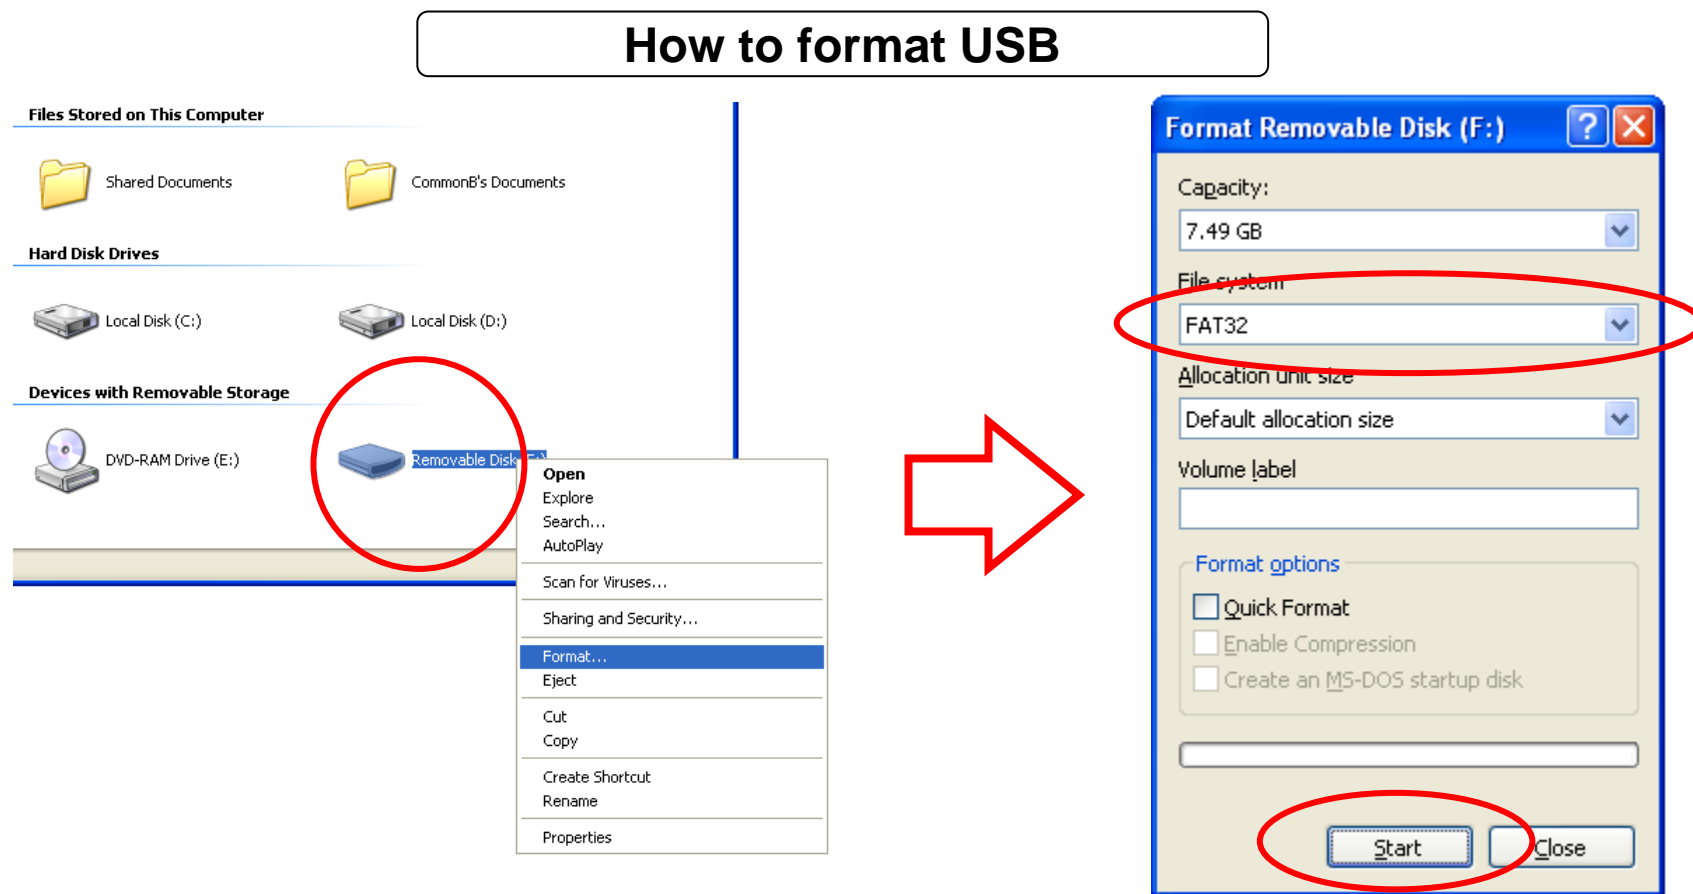 How to format USB
Files Stored on This Computer
Shared Documents
CommonB's Documents
Hard Disk Drives
Local Disk (C:)
Local Disk (D:)
Devices with Removable Storage
DVD-RAM Drive (E:)
Removable Disk
Open
Explore
Search...
AutoPlay
Scan for Viruses...
Sharing and Security...
Format...
Eject
Cut
Copy
Create Shortcut
Rename
Properties
Format Removable Disk (F:)
Capacity:
7.49 GB
File system
FAT32
Allocation unit size
Default allocation size
Volume label
Format options
Quick Format
Enable Compression
Create an MS-DOS startup disk
Start
Close